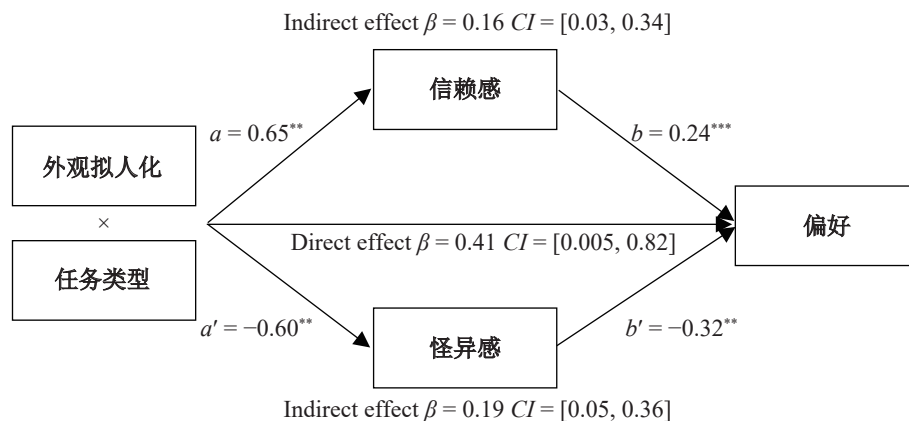 Indirect effect β = 0.16 CI = [0.03, 0.34]
信赖感
a = 0.65**
b = 0.24***
外观拟人化
×
任务类型
偏好
Direct effect β = 0.41 CI = [0.005, 0.82]
a′ = −0.60**
b′ = −0.32**
怪异感
Indirect effect β = 0.19 CI = [0.05, 0.36]